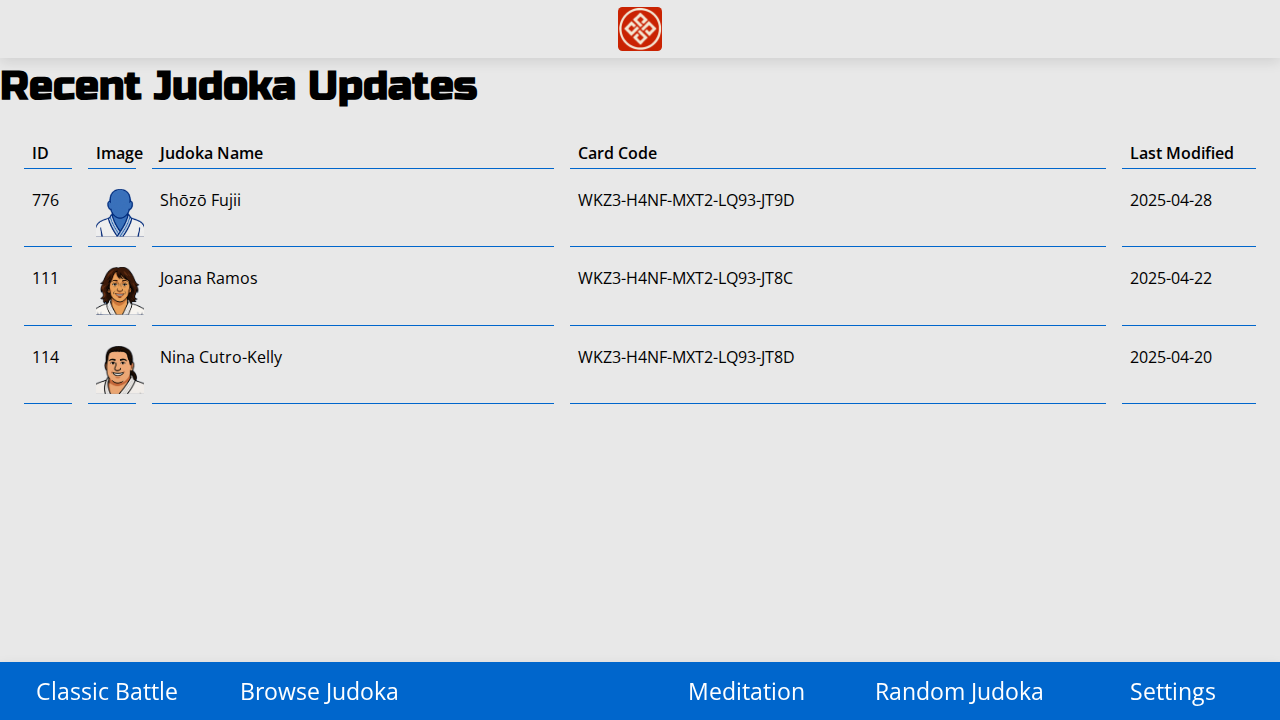 Recent Judoka Updates
ID Image Judoka Name Card Code Last Modified
776 Shōzō Fujii WKZ3-H4NF-MXT2-LQ93-JT9D 2025-04-28
111 Joana Ramos WKZ3-H4NF-MXT2-LQ93-JT8C 2025-04-22
114 Nina Cutro-Kelly WKZ3-H4NF-MXT2-LQ93-JT8D 2025-04-20
Classic Battle Browse Judoka Meditation Random Judoka Settings